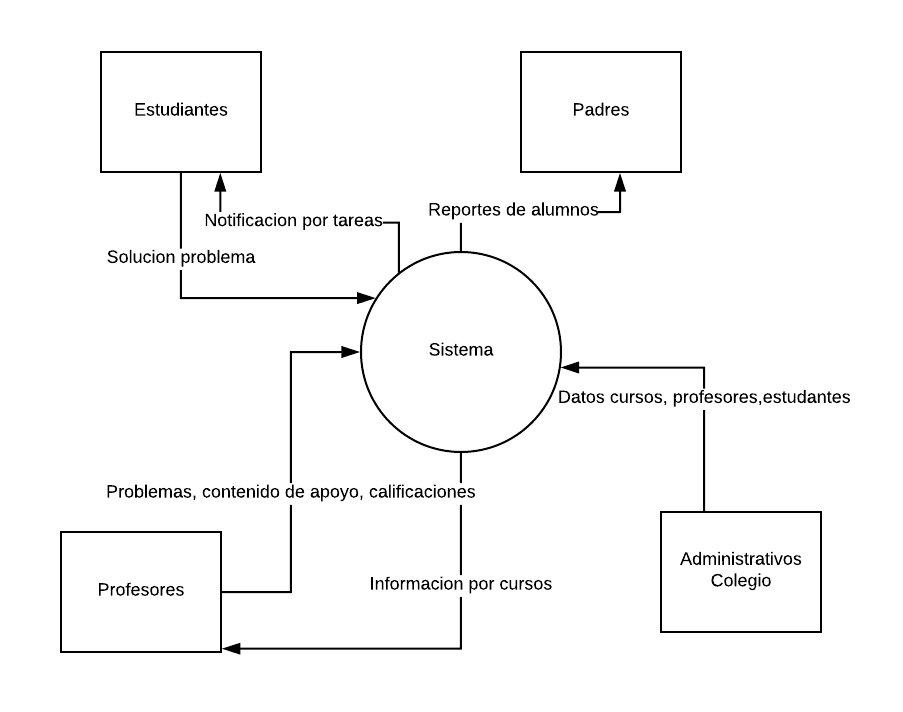 Estudiantes
Padres
Notificacion por tareas
Reportes de alumnos
Solucion problema
Sistema
Datos cursos, profesores,estudantes
Problemas, contenido de apoyo, calificaciones
Profesores
Informacion por cursos
Administrativos
Colegio